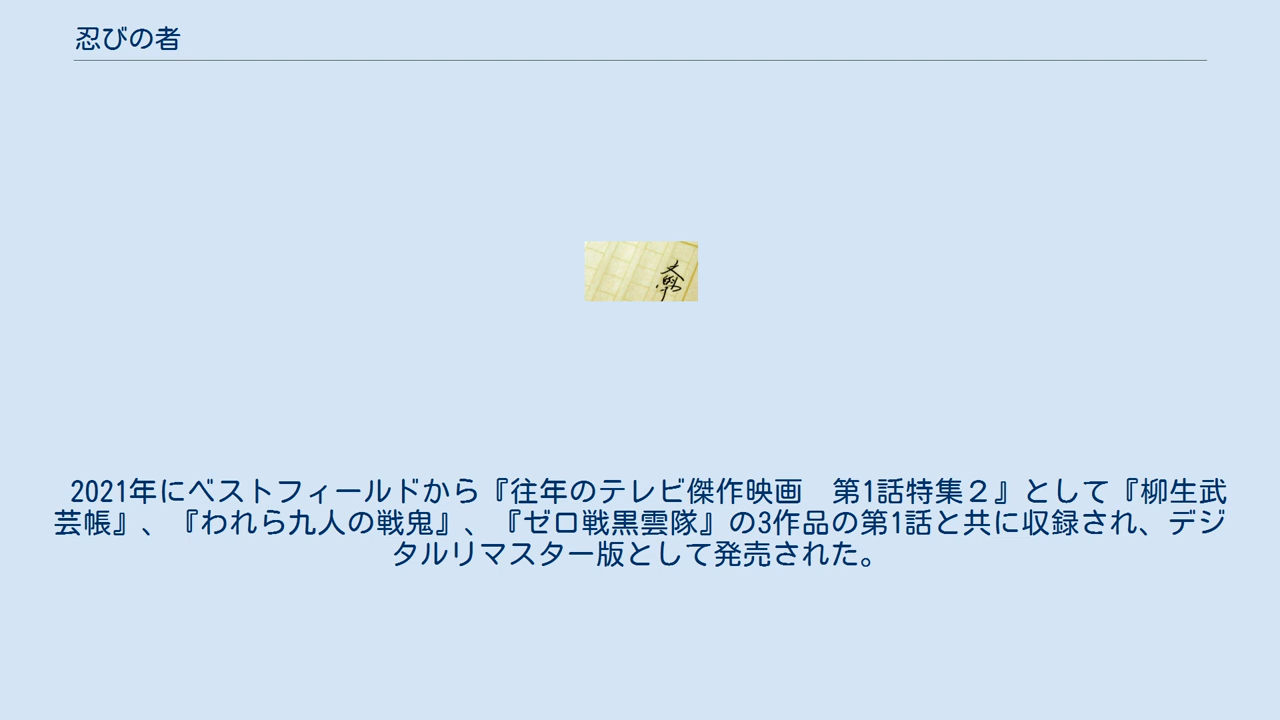 忍びの者
2021年にベストフィールドから『往年のテレビ傑作映画　第1話特集２』として『柳生武
芸帳』、『われら九人の戦鬼』、『ゼロ戦黒雲隊』の3作品の第1話と共に収録され、デジ
タルリマスター版として発売された。